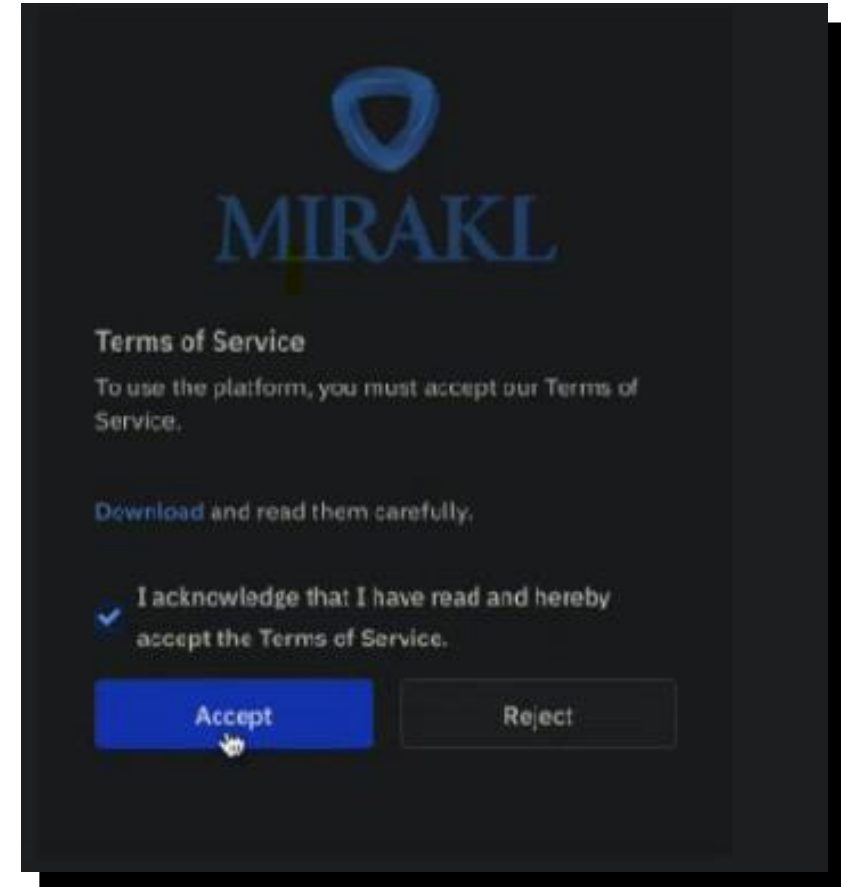 MIRAKL
Terms of Service
To use the platform, you must accept our Terms of
Service.
Download and read them carefully.
I acknowledge that I have read and hereby
accept the Terms of Service.
Accept
Reject